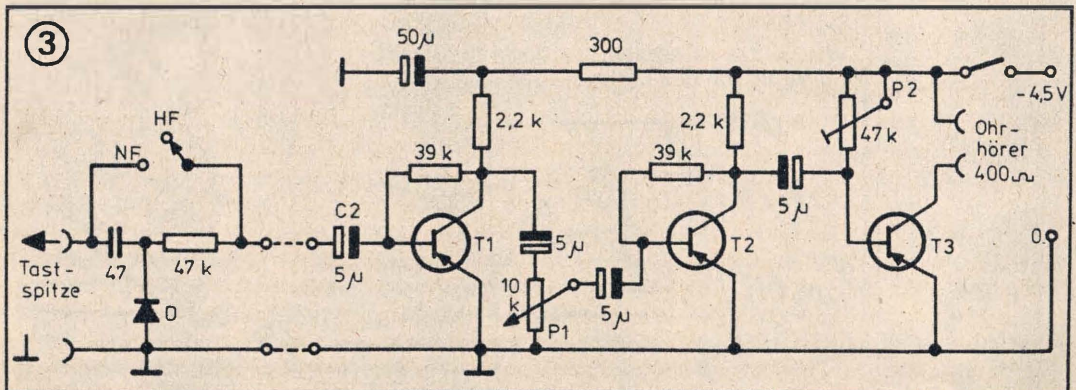 3
50µ
300
HF
NF
2,2 k
2,2 k
P2
47 k
-4,5 V
Ohr-
hörer
400Ω
39 k
39 k
5µ
C2
5µ
T1
T2
T3
0
47
47 k
Tast-
spitze
5µ
10
k
P1
5µ
D